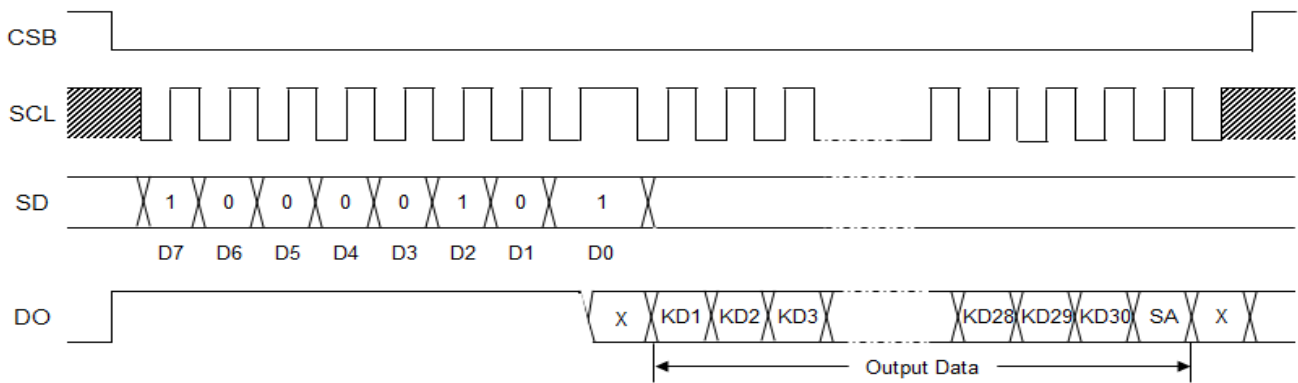 CSB
SCL
SD 1 0 0 0 0 1 0 1
D7 D6 D5 D4 D3 D2 D1 D0
DO X KD1 KD2 KD3 KD28 KD29 KD30 SA X
Output Data